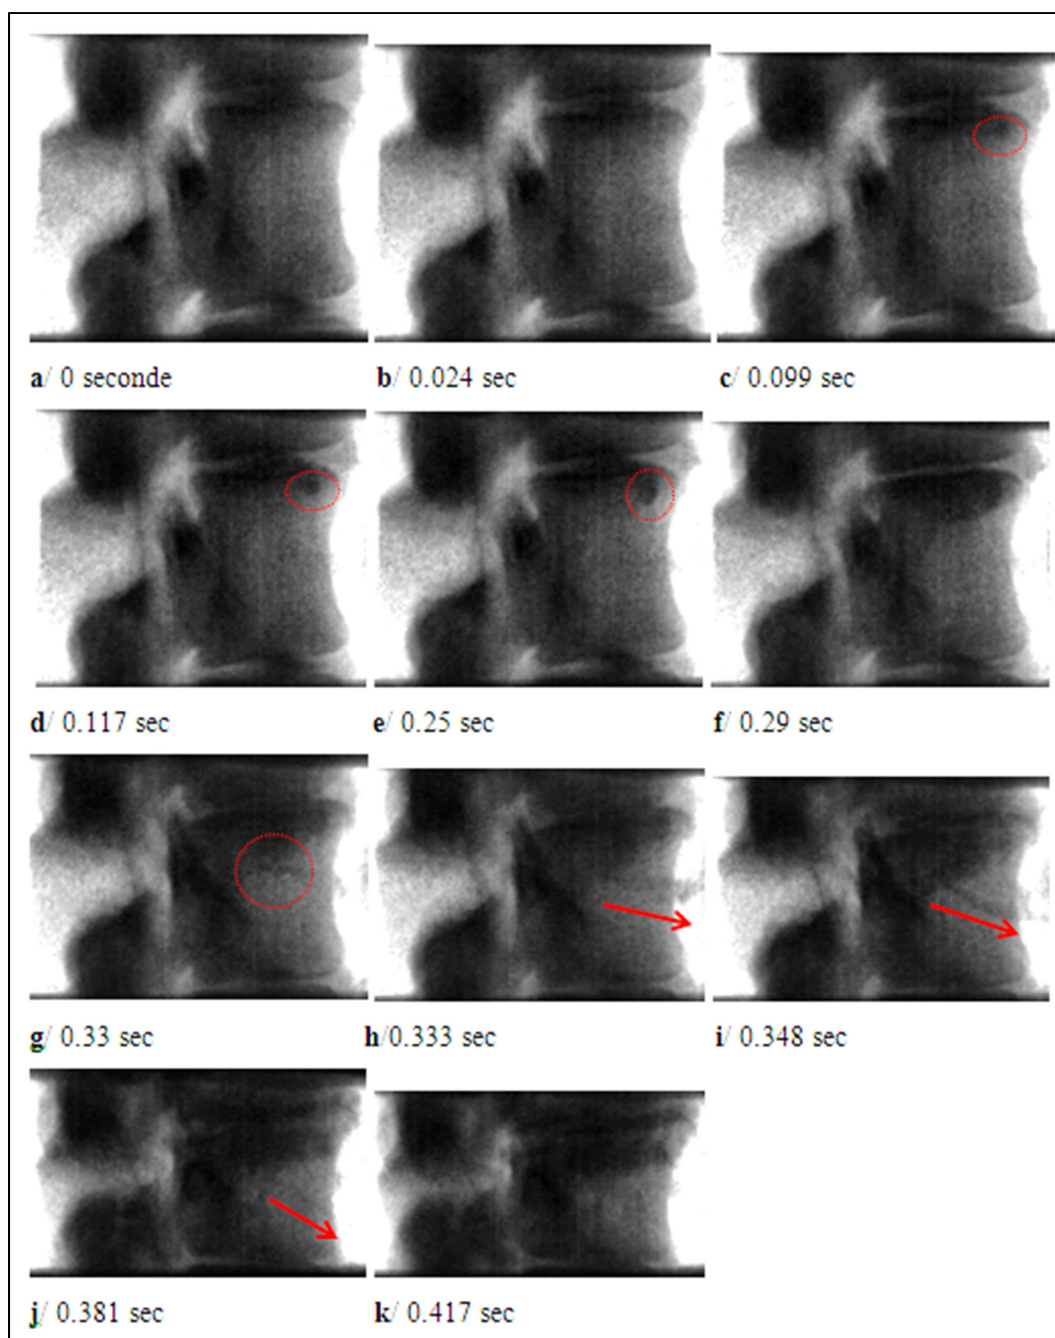 a/ 0 seconde
b/ 0.024 sec
c/ 0.099 sec
d/ 0.117 sec
e/ 0.25 sec
f/ 0.29 sec
g/ 0.33 sec
h/0.333 sec
i/ 0.348 sec
j/ 0.381 sec
k/ 0.417 sec